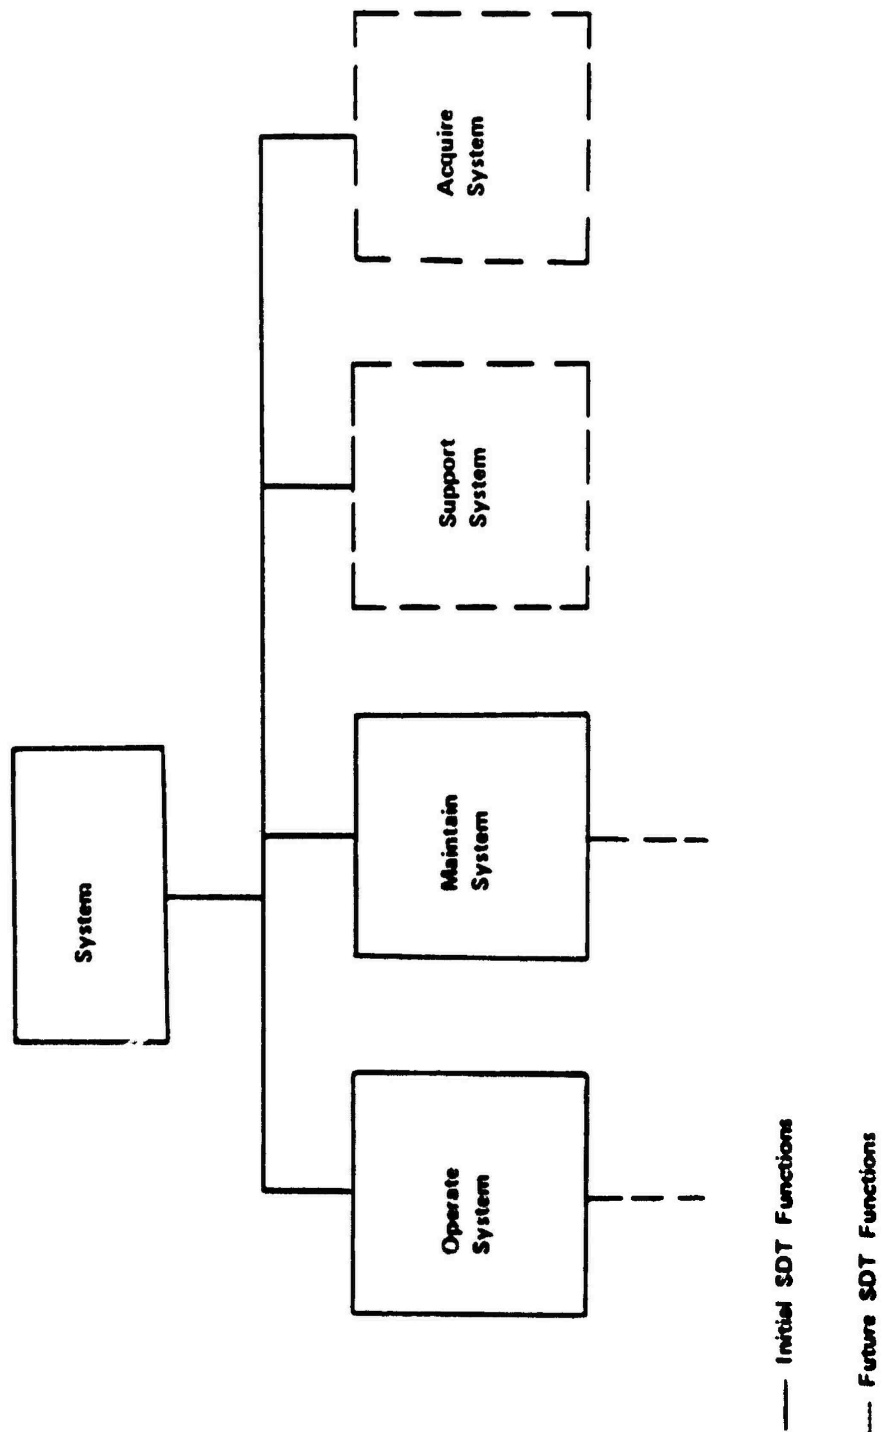 System
Operate
System
Maintain
System
Support
System
Acquire
System
Initial SDT Functions
Future SDT Functions